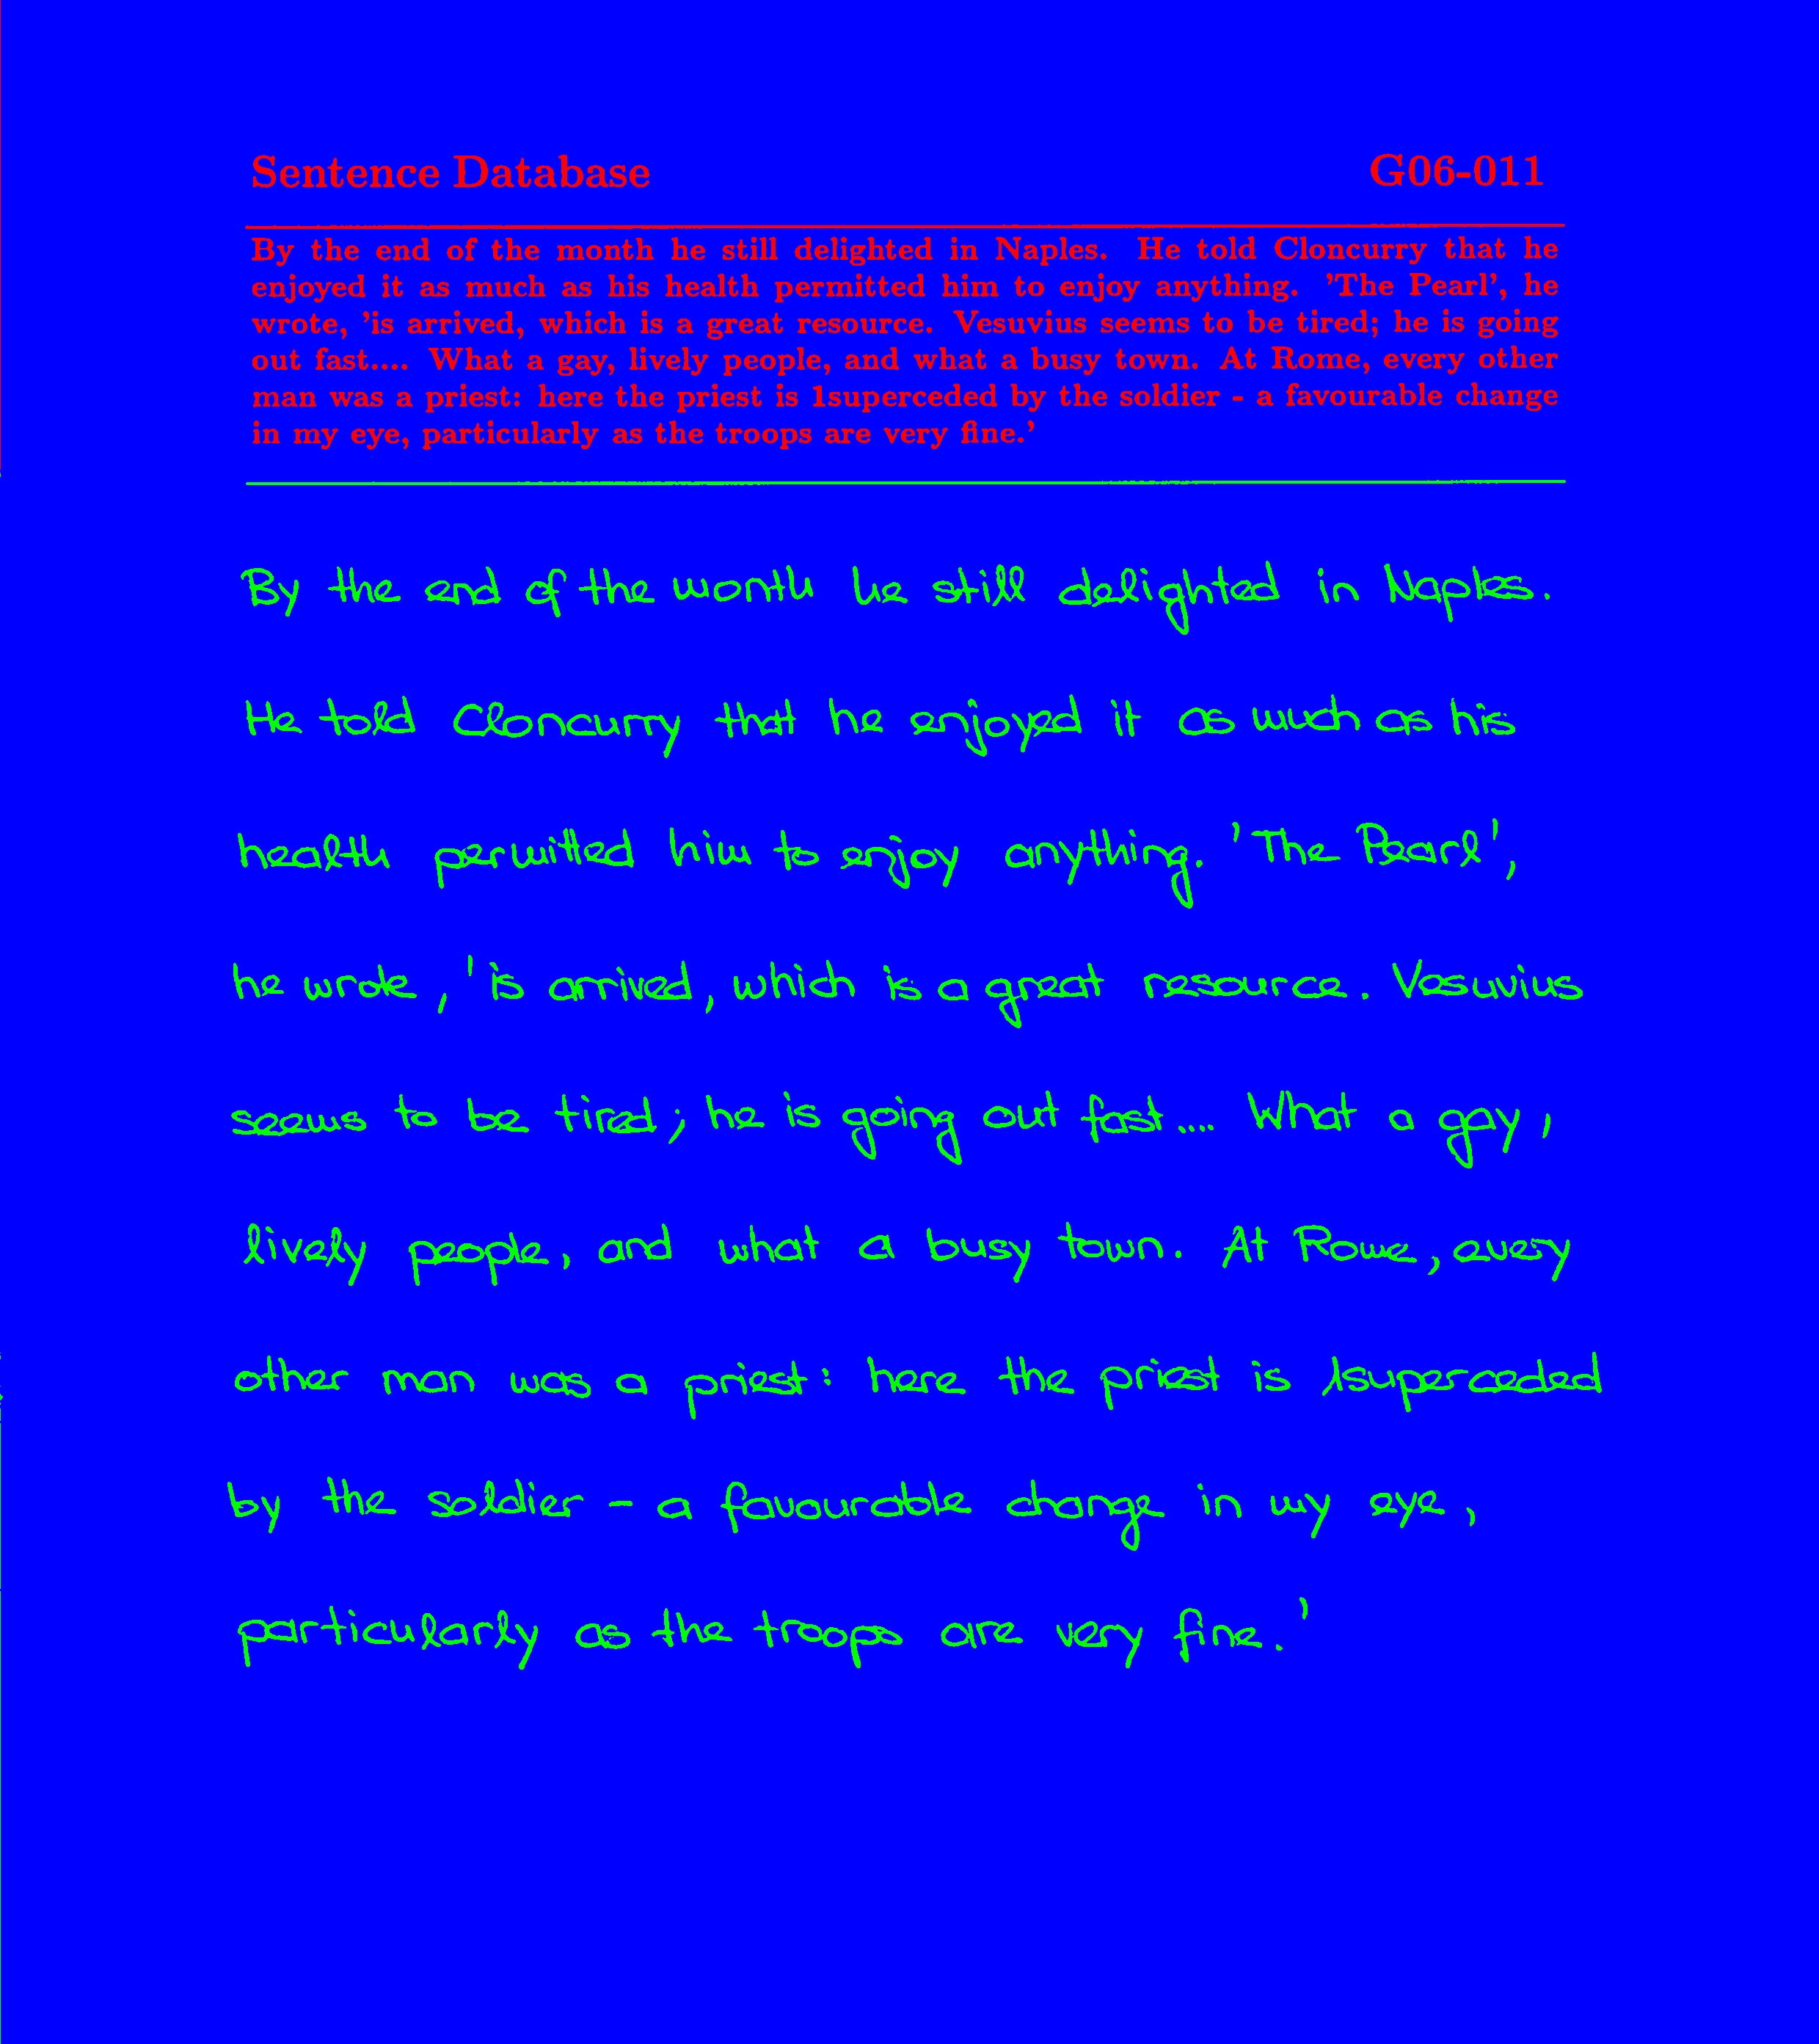 Sentence Database G06-011
By the end of the month he still delighted in Naples. He told Cloncurry that he
enjoyed it as much as his health permitted him to enjoy anything. 'The Pearl', he
wrote, 'is arrived, which is a great resource. Vesuvius seems to be tired; he is going
out fast.... What a gay, lively people, and what a busy town. At Rome, every other
man was a priest: here the priest is 1superceded by the soldier - a favourable change
in my eye, particularly as the troops are very fine.'
By the end of the month he still delighted in Naples.
He told Cloncurry that he enjoyed it as much as his
health permitted him to enjoy anything. 'The Pearl',
he wrote, 'is arrived, which is a great resource. Vesuvius
seems to be tired; he is going out fast.... What a gay,
lively people, and what a busy town. At Rome, every
other man was a priest: here the priest is 1superceded
by the soldier - a favourable change in my eye,
particularly as the troops are very fine.'